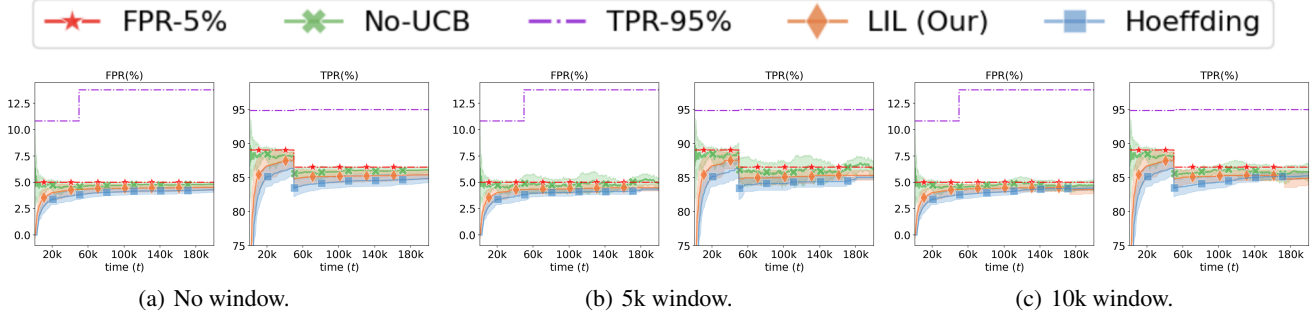 FPR-5% No-UCB TPR-95% LIL (Our) Hoeffding
FPR(%) TPR(%) FPR(%) TPR(%) FPR(%) TPR(%)
12.5 95 12.5 95 12.5 95
10.0 90 10.0 90 10.0 90
7.5 7.5 7.5
5.0 85 5.0 85 5.0 85
2.5 80 2.5 80 2.5 80
0.0 0.0 0.0
75 75 75
20k 60k 100k 140k 180k 20k 60k 100k 140k 180k 20k 60k 100k 140k 180k 20k 60k 100k 140k 180k 20k 60k 100k 140k 180k 20k 60k 100k 140k 180k
time (t) time (t) time (t) time (t) time (t) time (t)
(a) No window. (b) 5k window. (c) 10k window.